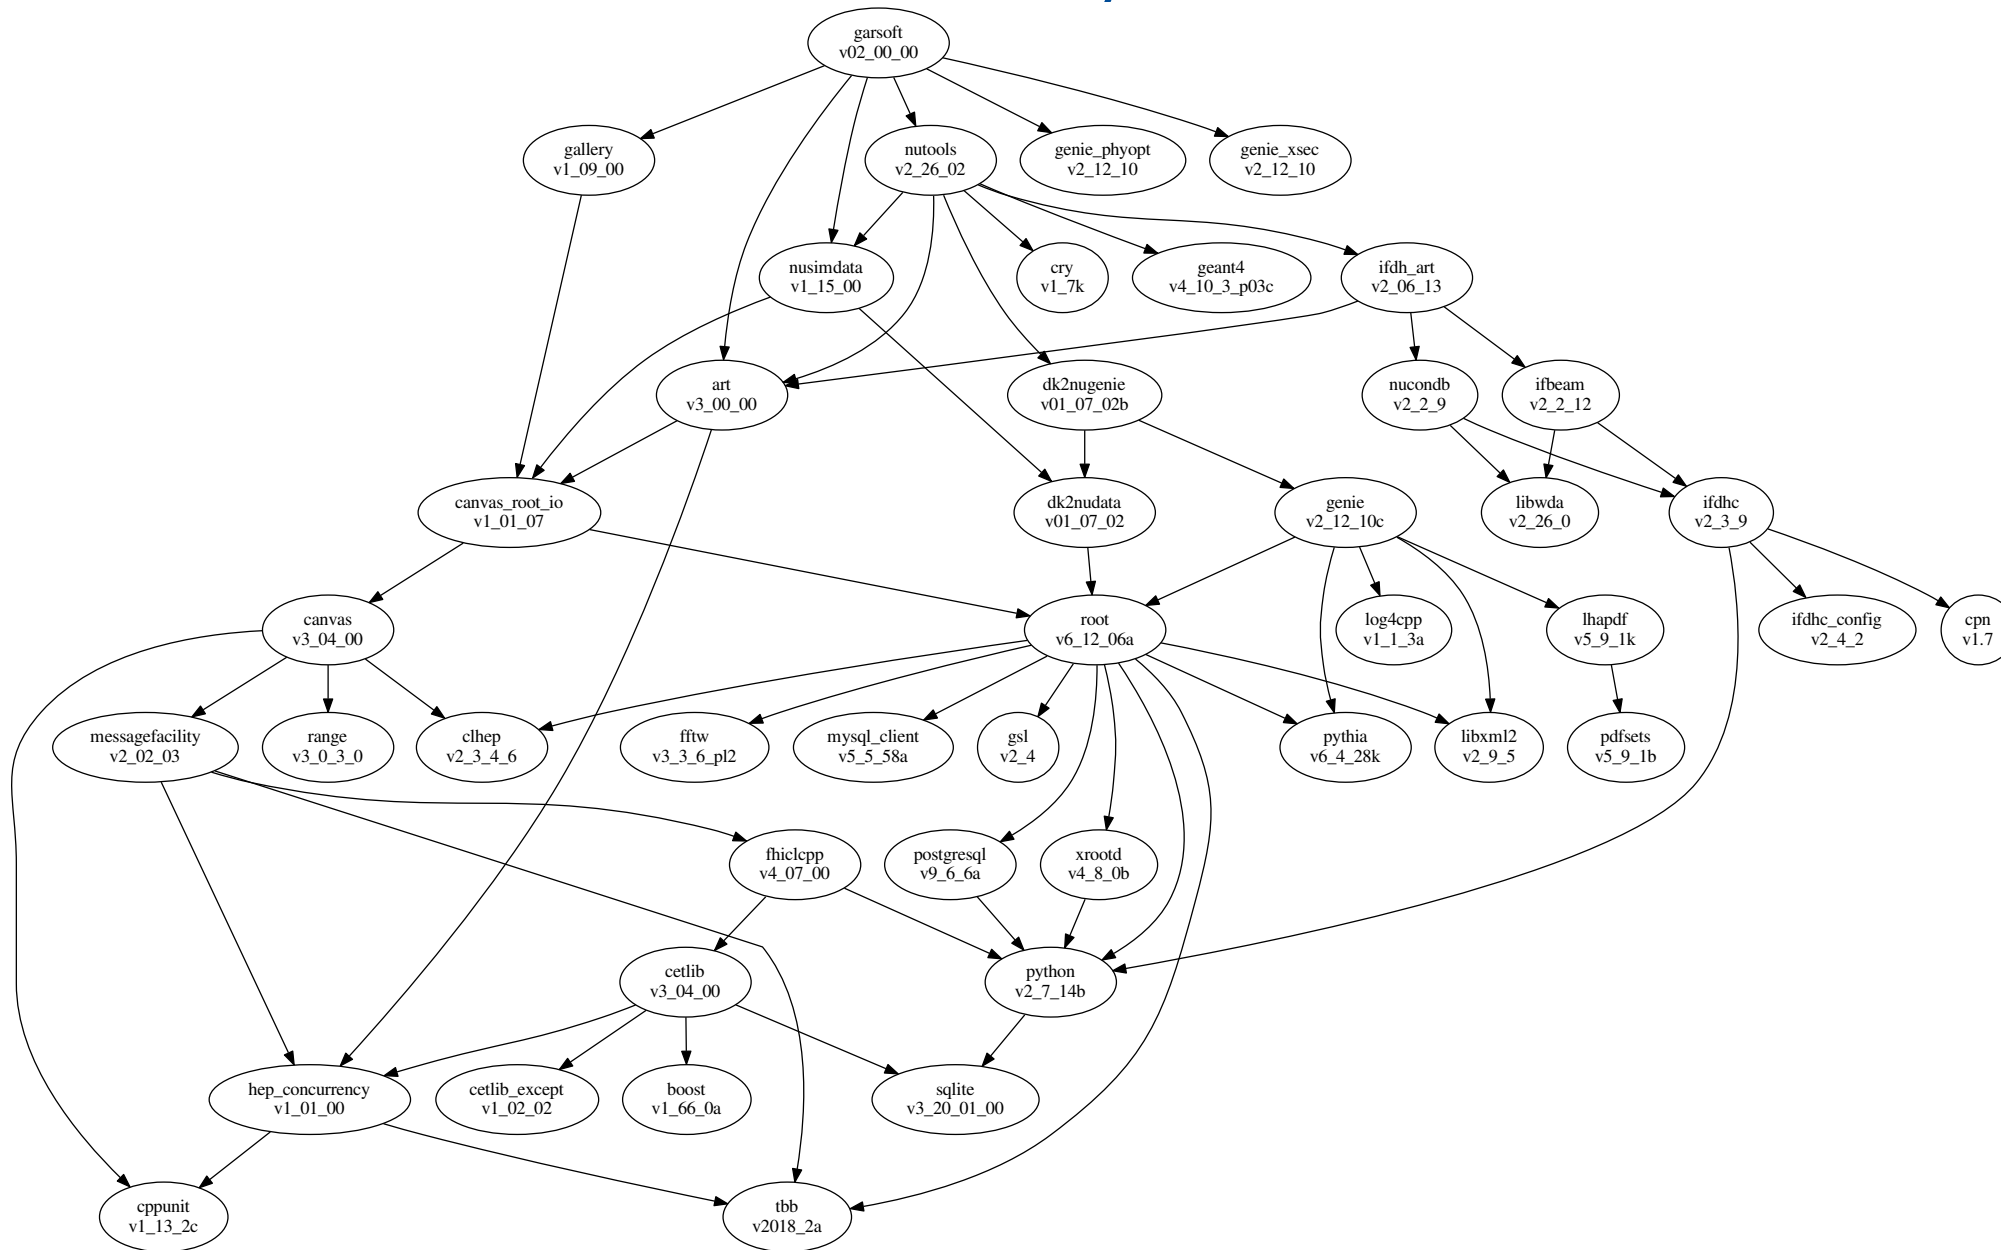 garsoft
v02_00_00
gallery
v1_09_00
nutools
v2_26_02
genie_phyopt
v2_12_10
genie_xsec
v2_12_10
nusimdata
v1_15_00
cry
v1_7k
geant4
v4_10_3_p03c
ifdh_art
v2_06_13
art
v3_00_00
dk2nugenie
v01_07_02b
nucondb
v2_2_9
ifbeam
v2_2_12
canvas_root_io
v1_01_07
dk2nudata
v01_07_02
genie
v2_12_10c
libwda
v2_26_0
ifdhc
v2_3_9
canvas
v3_04_00
root
v6_12_06a
log4cpp
v1_1_3a
lhapdf
v5_9_1k
ifdhc_config
v2_4_2
cpn
v1.7
messagefacility
v2_02_03
range
v3_0_3_0
clhep
v2_3_4_6
fftw
v3_3_6_pl2
mysql_client
v5_5_58a
gsl
v2_4
pythia
v6_4_28k
libxml2
v2_9_5
pdfsets
v5_9_1b
fhiclcpp
v4_07_00
postgresql
v9_6_6a
xrootd
v4_8_0b
cetlib
v3_04_00
python
v2_7_14b
hep_concurrency
v1_01_00
cetlib_except
v1_02_02
boost
v1_66_0a
sqlite
v3_20_01_00
cppunit
v1_13_2c
tbb
v2018_2a